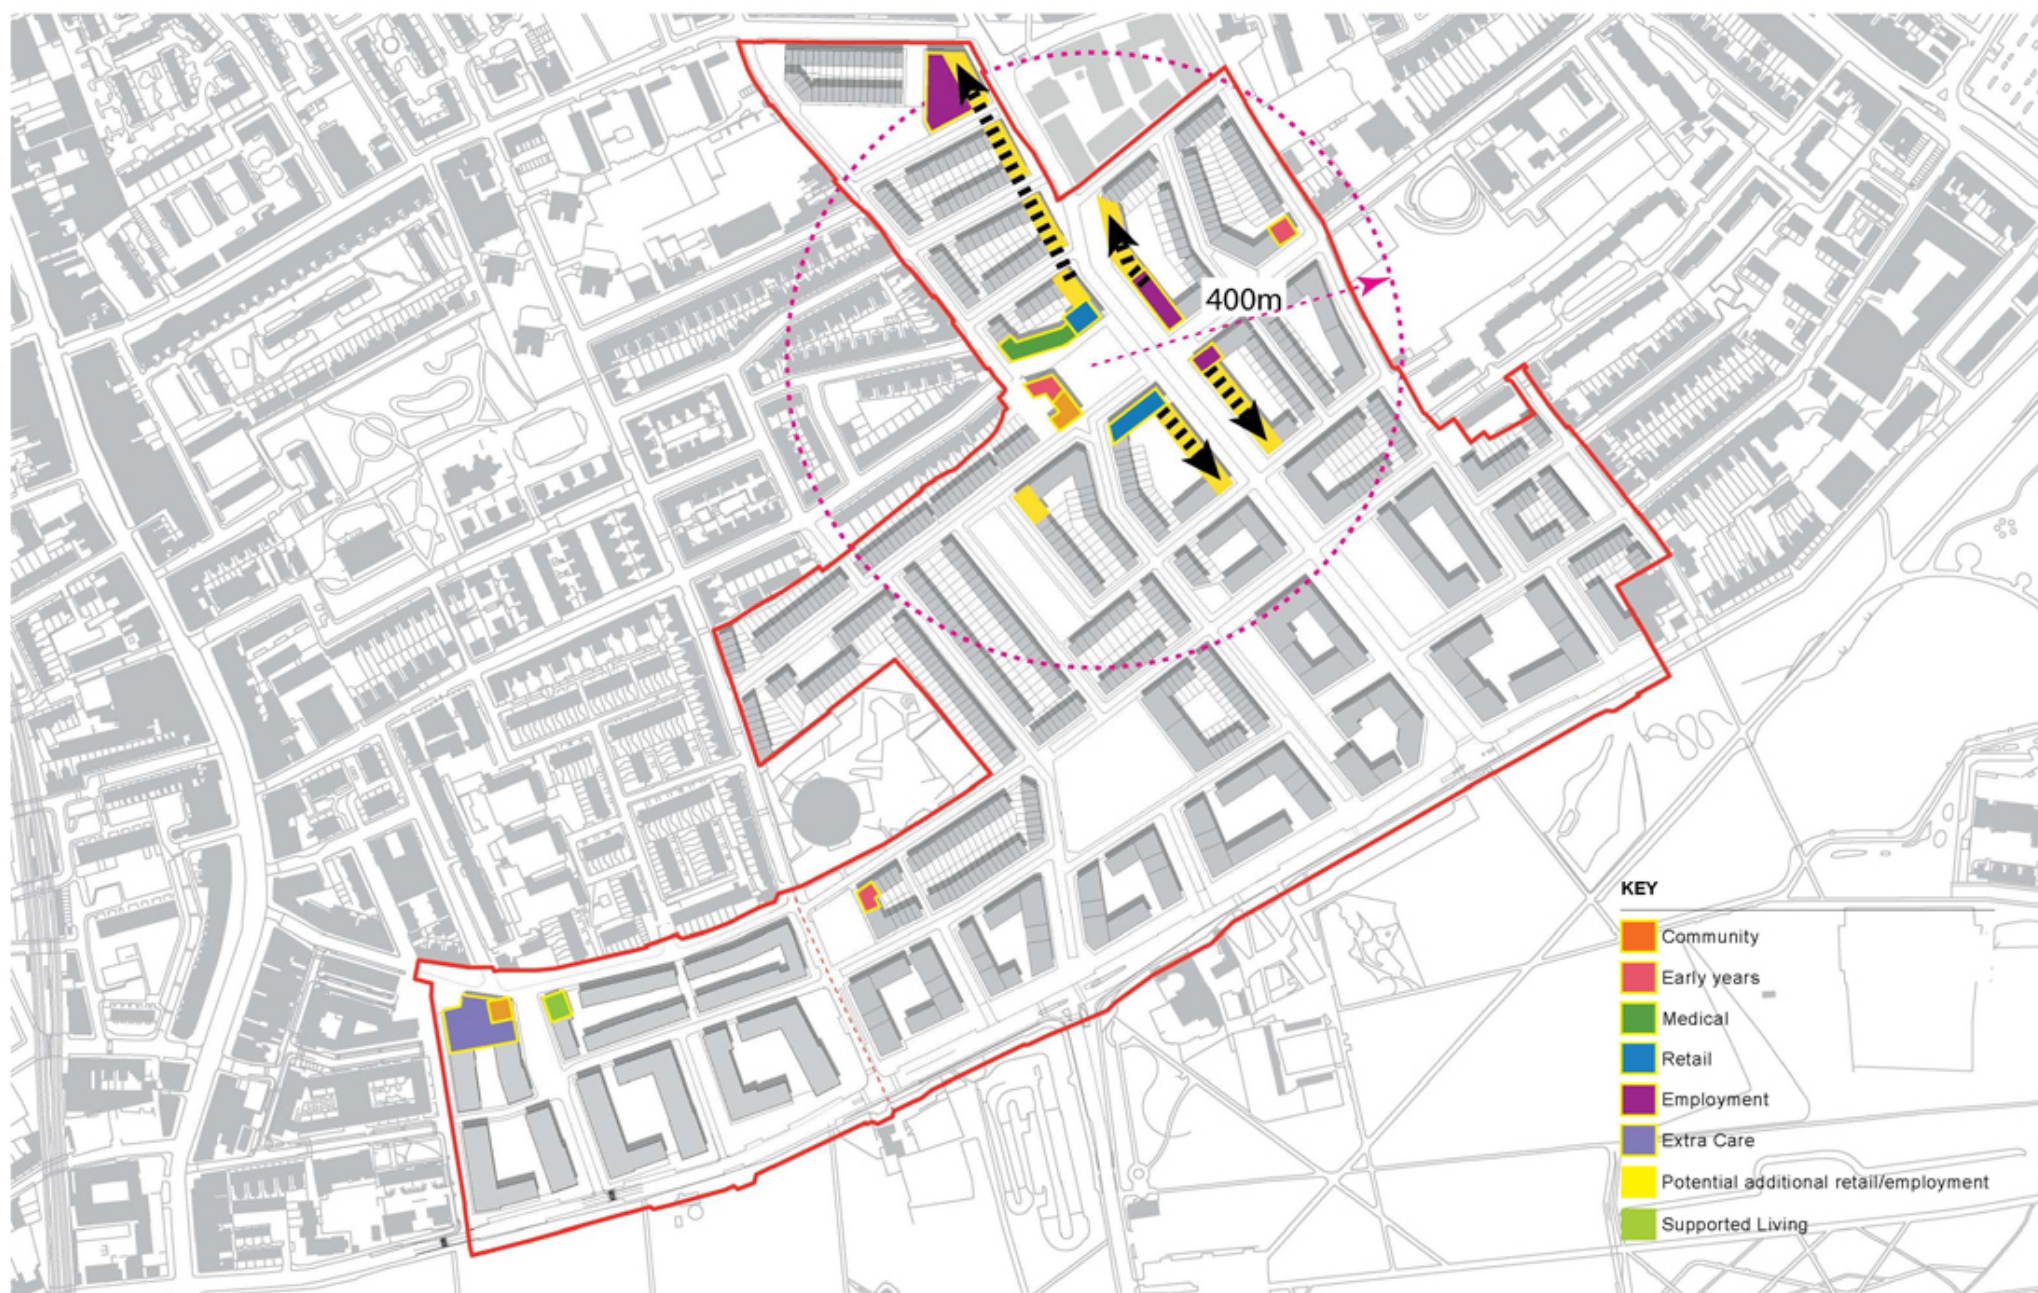 400m
KEY
Community
Early years
Medical
Retail
Employment
Extra Care
Potential additional retail/employment
Supported Living